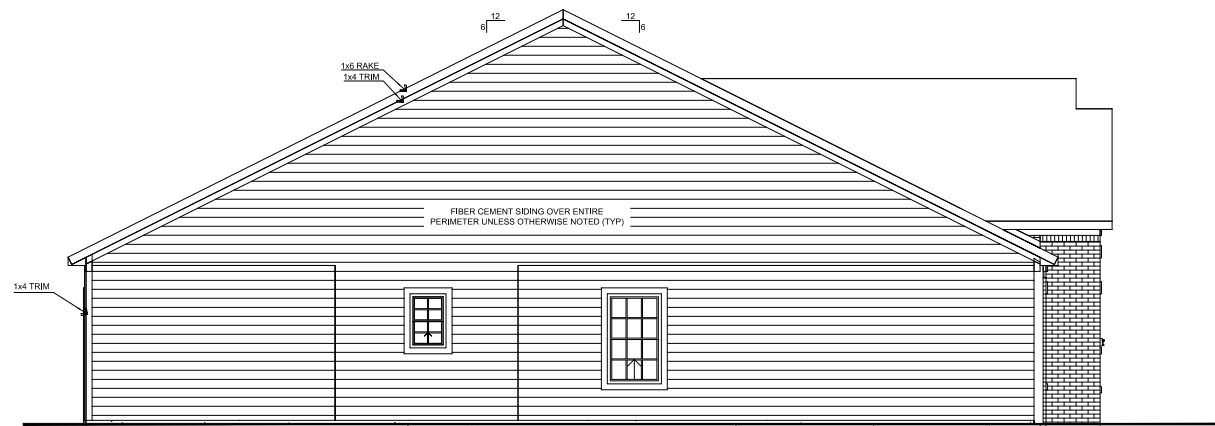 12
6
12
6
1x6 RAKE
1x4 TRIM
FIBER CEMENT SIDING OVER ENTIRE
PERIMETER UNLESS OTHERWISE NOTED (TYP)
1x4 TRIM